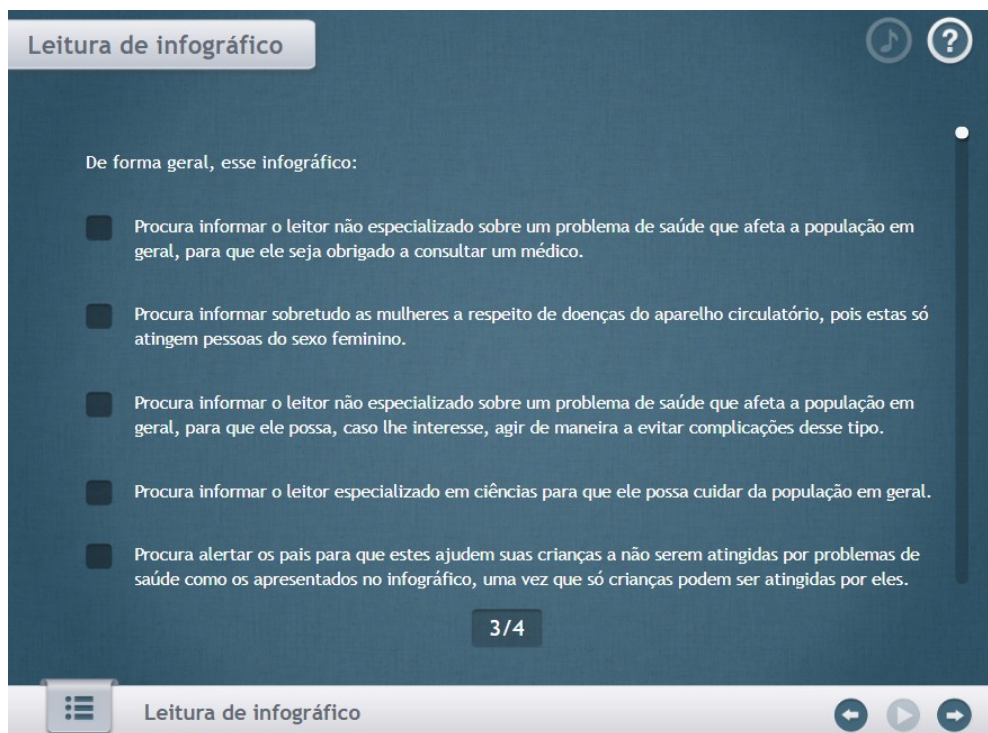 Leitura de infográfico
?
De forma geral, esse infográfico:
Procura informar o leitor não especializado sobre um problema de saúde que afeta a população em
geral, para que ele seja obrigado a consultar um médico.
Procura informar sobretudo as mulheres a respeito de doenças do aparelho circulatório, pois estas só
atingem pessoas do sexo feminino.
Procura informar o leitor não especializado sobre um problema de saúde que afeta a população em
geral, para que ele possa, caso lhe interesse, agir de maneira a evitar complicações desse tipo.
Procura informar o leitor especializado em ciências para que ele possa cuidar da população em geral.
Procura alertar os pais para que estes ajudem suas crianças a não serem atingidas por problemas de
saúde como os apresentados no infográfico, uma vez que só crianças podem ser atingidas por eles.
3/4
Leitura de infográfico